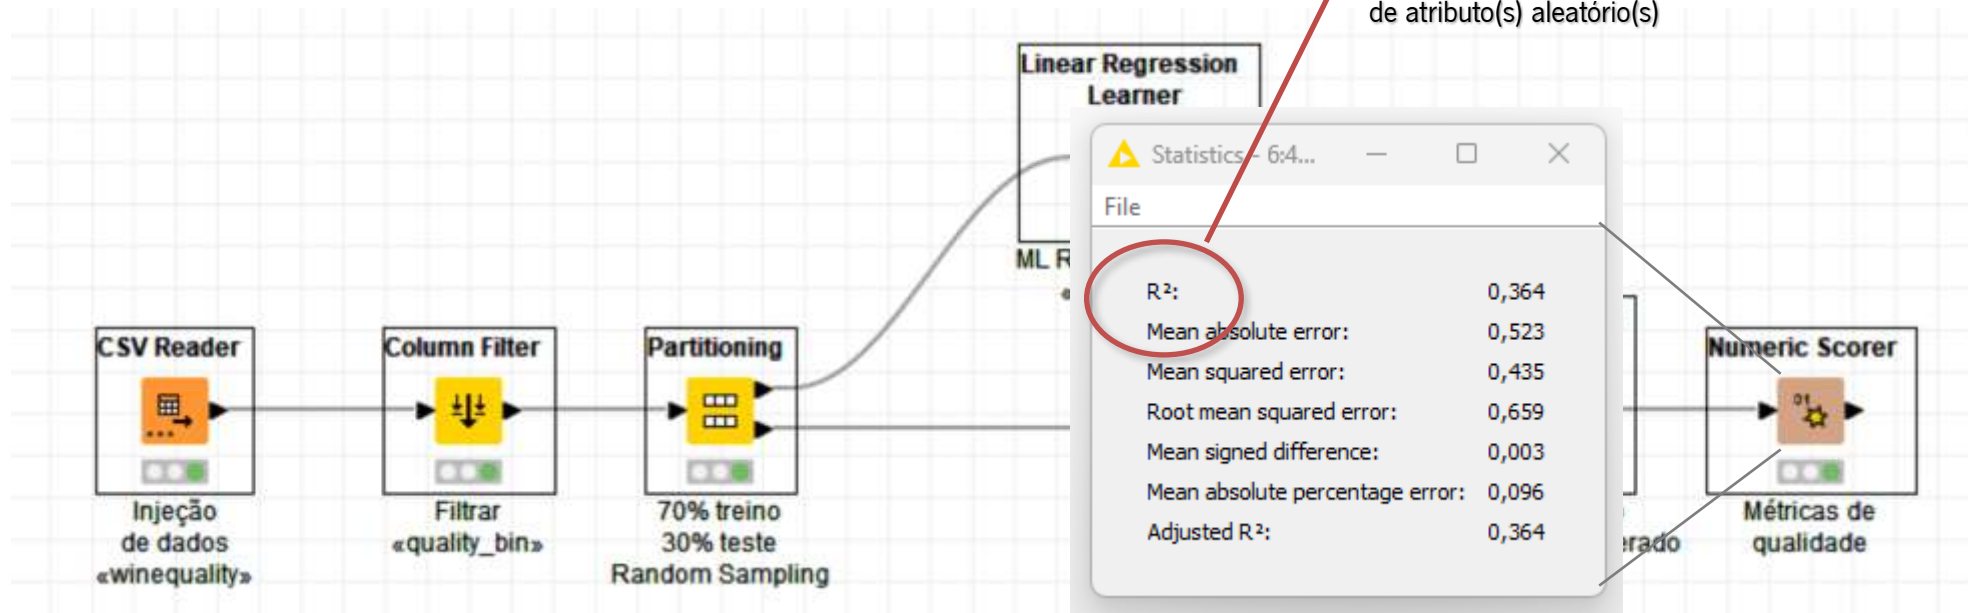 de atributo(s) aleatório(s)
Linear Regression
Learner
Statistics - 6:4...
File
ML R
R²:
0,364
Mean absolute error:
0,523
Mean squared error:
0,435
Root mean squared error:
0,659
Mean signed difference:
0,003
Mean absolute percentage error:
0,096
Adjusted R²:
0,364
CSV Reader
Injeção
de dados
«winequality»
Column Filter
Filtrar
«quality_bin»
Partitioning
70% treino
30% teste
Random Sampling
erado
Numeric Scorer
Métricas de
qualidade